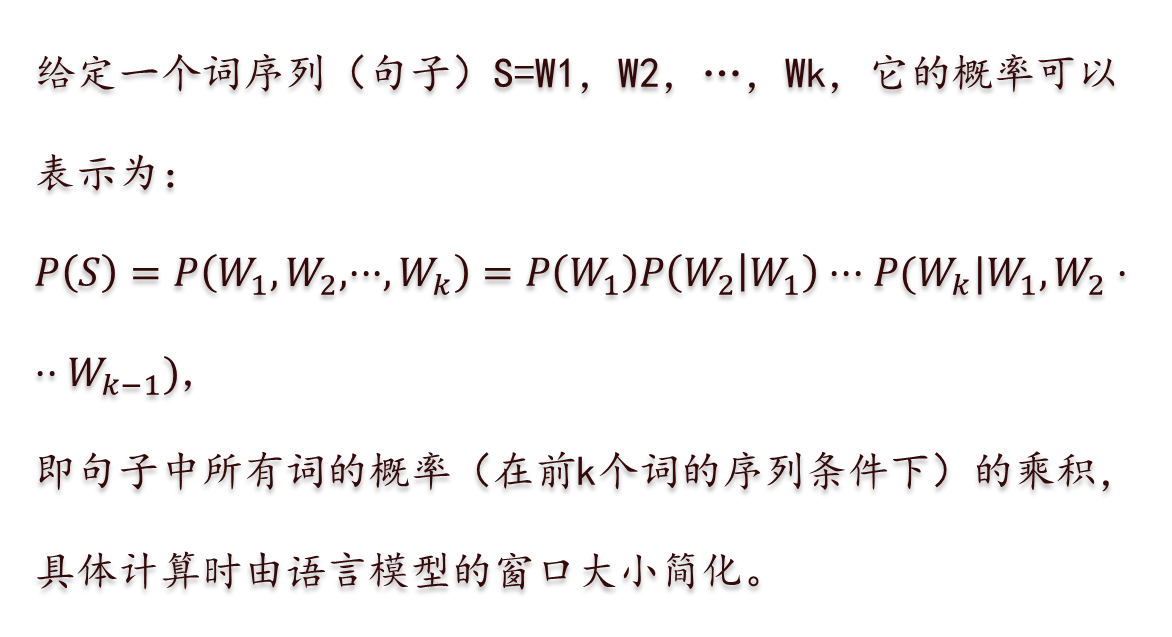 给定一个词序列（句子）S=W1，W2，…，Wk，它的概率可以
表示为：
P(S) = P(W₁,W₂,⋯,Wₖ) = P(W₁)P(W₂|W₁) ⋯ P(Wₖ|W₁,W₂ ·
·· Wₖ₋₁)，
即句子中所有词的概率（在前k个词的序列条件下）的乘积，
具体计算时由语言模型的窗口大小简化。